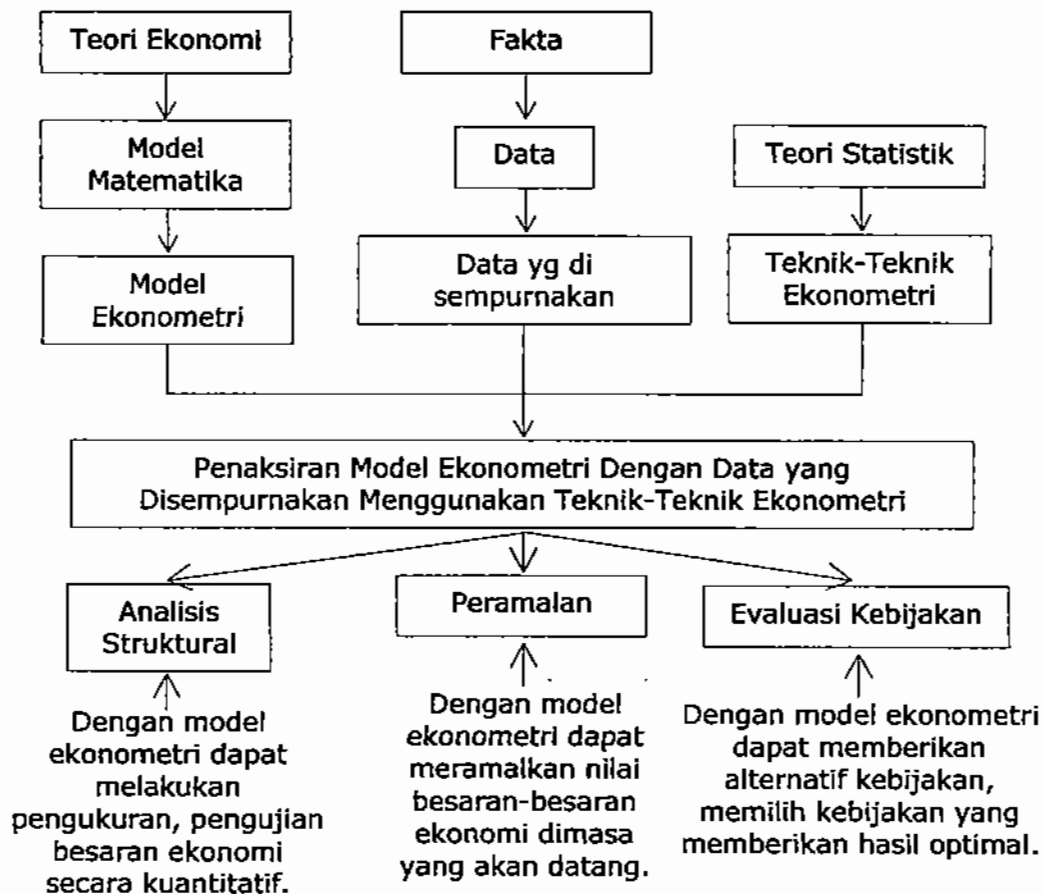 Teori Ekonomi
Fakta
Model
Matematika
Data
Teori Statistik
Model
Ekonometri
Data yg di
sempurnakan
Teknik-Teknik
Ekonometri
Penaksiran Model Ekonometri Dengan Data yang
Disempurnakan Menggunakan Teknik-Teknik Ekonometri
Analisis
Struktural
Peramalan
Evaluasi Kebijakan
Dengan model
ekonometri dapat
melakukan
pengukuran, pengujian
besaran ekonomi
secara kuantitatif.
Dengan model
ekonometri dapat
meramalkan nilai
besaran-besaran
ekonomi dimasa
yang akan datang.
Dengan model ekonometri
dapat memberikan
alternatif kebijakan,
memilih kebijakan yang
memberikan hasil optimal.